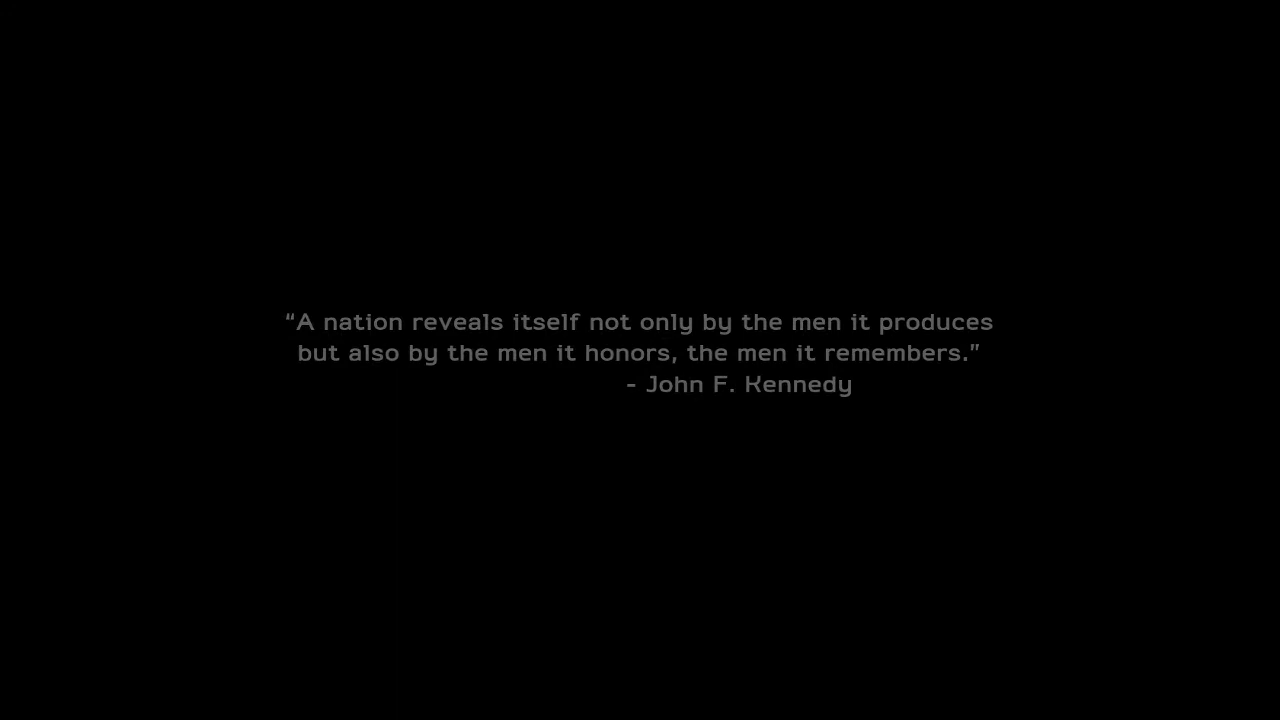 “A nation reveals itself not only by the men it produces
but also by the men it honors, the men it remembers.”
- John F. Kennedy